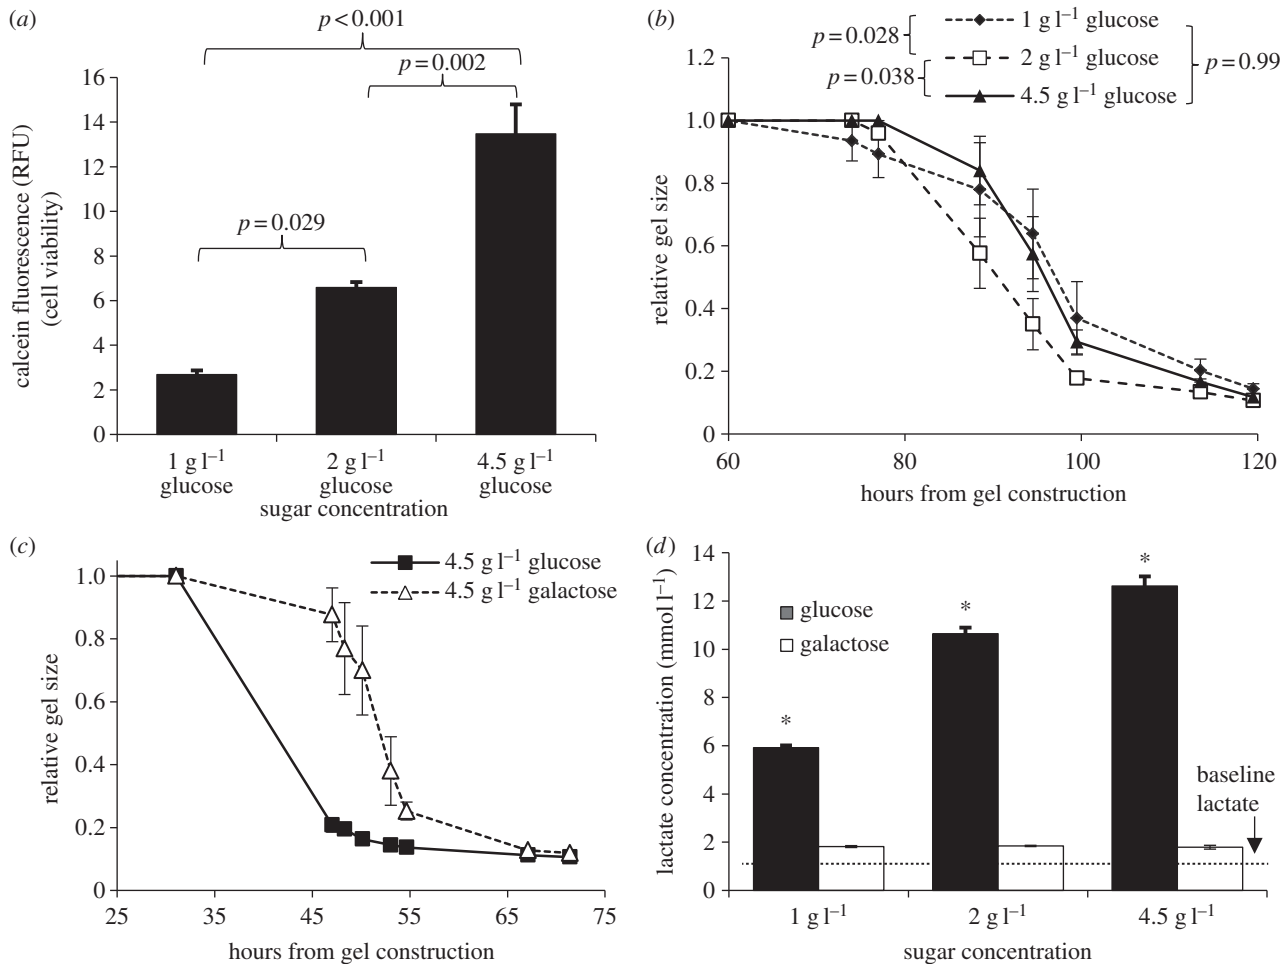 (a)
p < 0.001
p = 0.002
p = 0.029
calcein fluorescence (RFU)
(cell viability)
16
14
12
10
8
6
4
2
0
1 g l⁻¹
glucose
2 g l⁻¹
glucose
4.5 g l⁻¹
glucose
sugar concentration
(b)
1 g l⁻¹ glucose
2 g l⁻¹ glucose
4.5 g l⁻¹ glucose
p = 0.028
p = 0.038
p = 0.99
relative gel size
1.2
1.0
0.8
0.6
0.4
0.2
0
60
80
100
120
hours from gel construction
(c)
4.5 g l⁻¹ glucose
4.5 g l⁻¹ galactose
relative gel size
1.0
0.8
0.6
0.4
0.2
0
25
35
45
55
65
75
hours from gel construction
(d)
lactate concentration (mmol l⁻¹)
14
12
10
8
6
4
2
0
glucose
galactose
*
*
*
baseline
lactate
1 g l⁻¹
2 g l⁻¹
4.5 g l⁻¹
sugar concentration